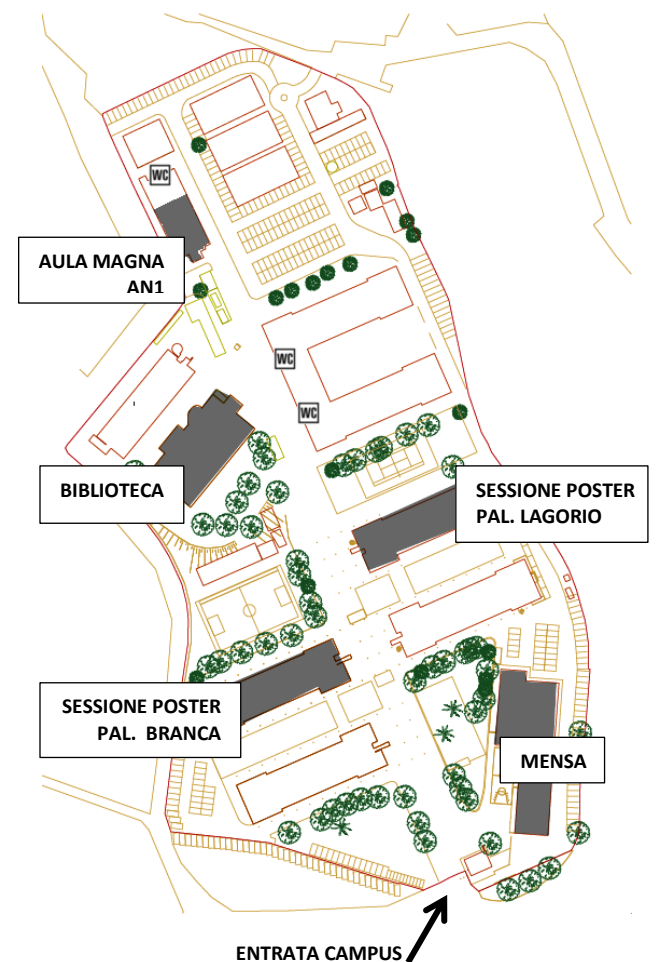 WC
AULA MAGNA
AN1
WC
WC
BIBLIOTECA
SESSIONE POSTER
PAL. LAGORIO
SESSIONE POSTER
PAL. BRANCA
MENSA
ENTRATA CAMPUS